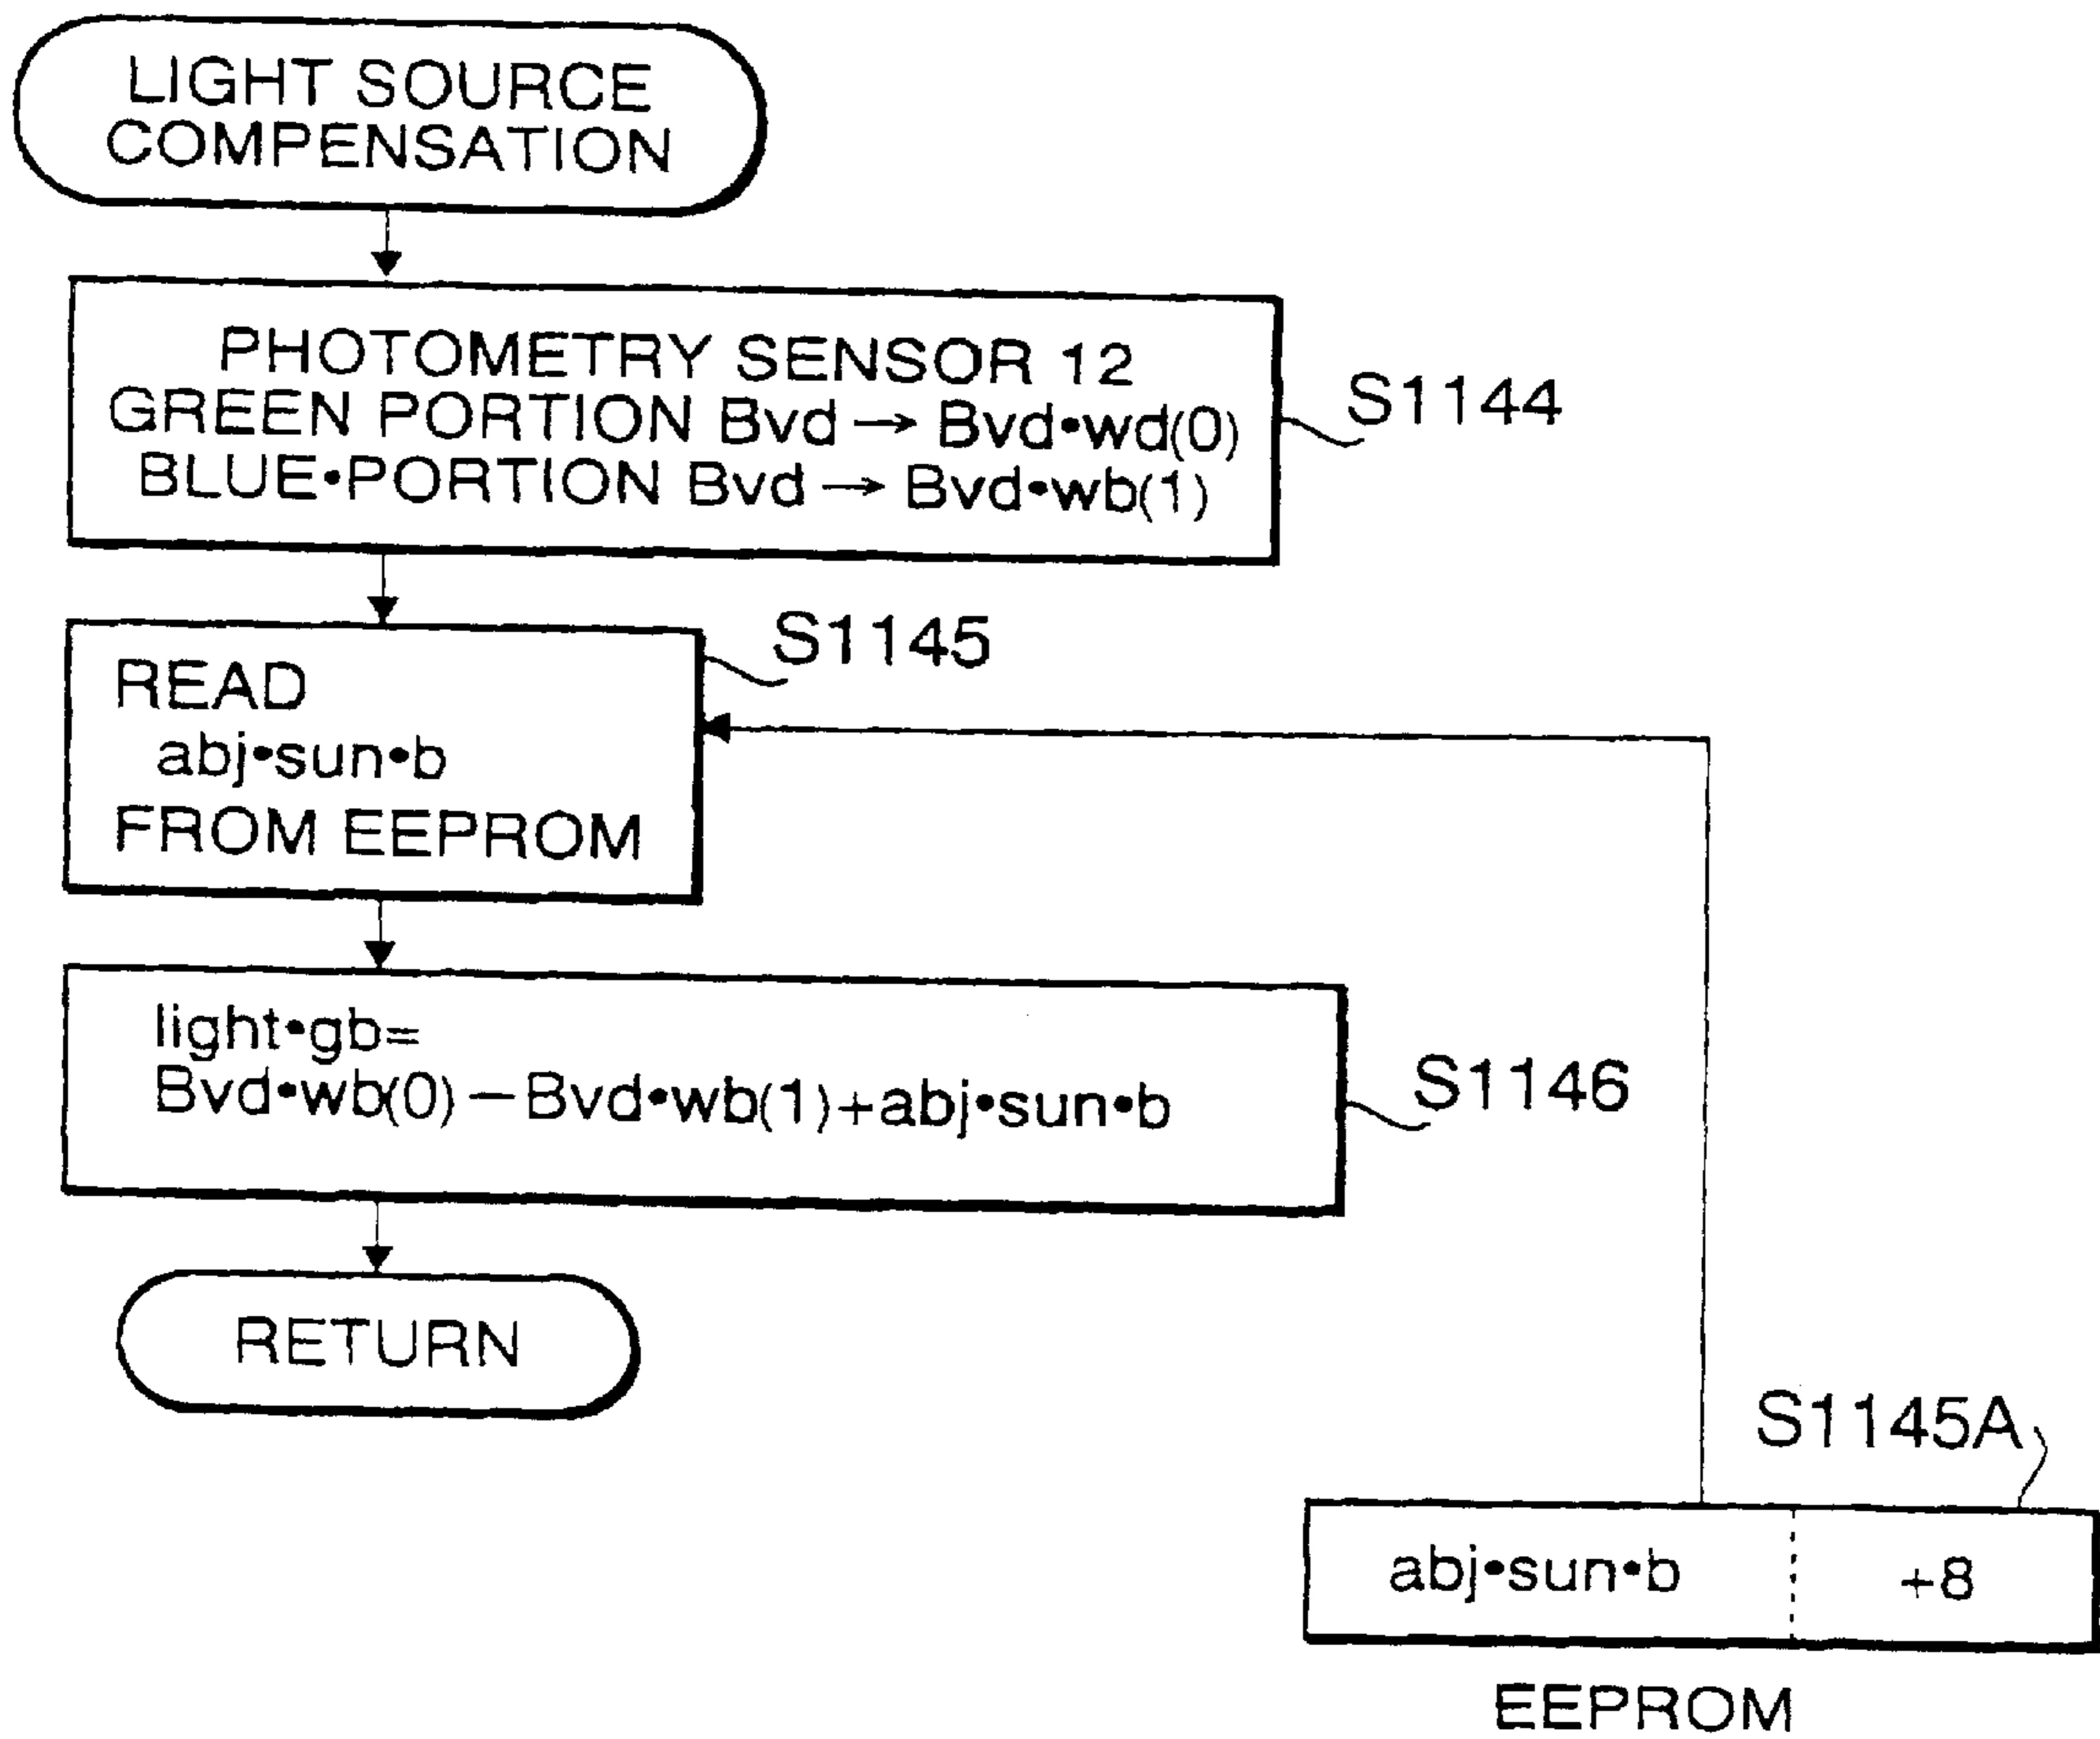 LIGHT SOURCE
COMPENSATION
PHOTOMETRY SENSOR 12
GREEN PORTION Bvd → Bvd•wd(0)
BLUE•PORTION Bvd → Bvd•wb(1)
S1144
READ
abj•sun•b
FROM EEPROM
S1145
light•gb=
Bvd•wb(0)−Bvd•wb(1)+abj•sun•b
S1146
RETURN
S1145A
abj•sun•b +8
EEPROM